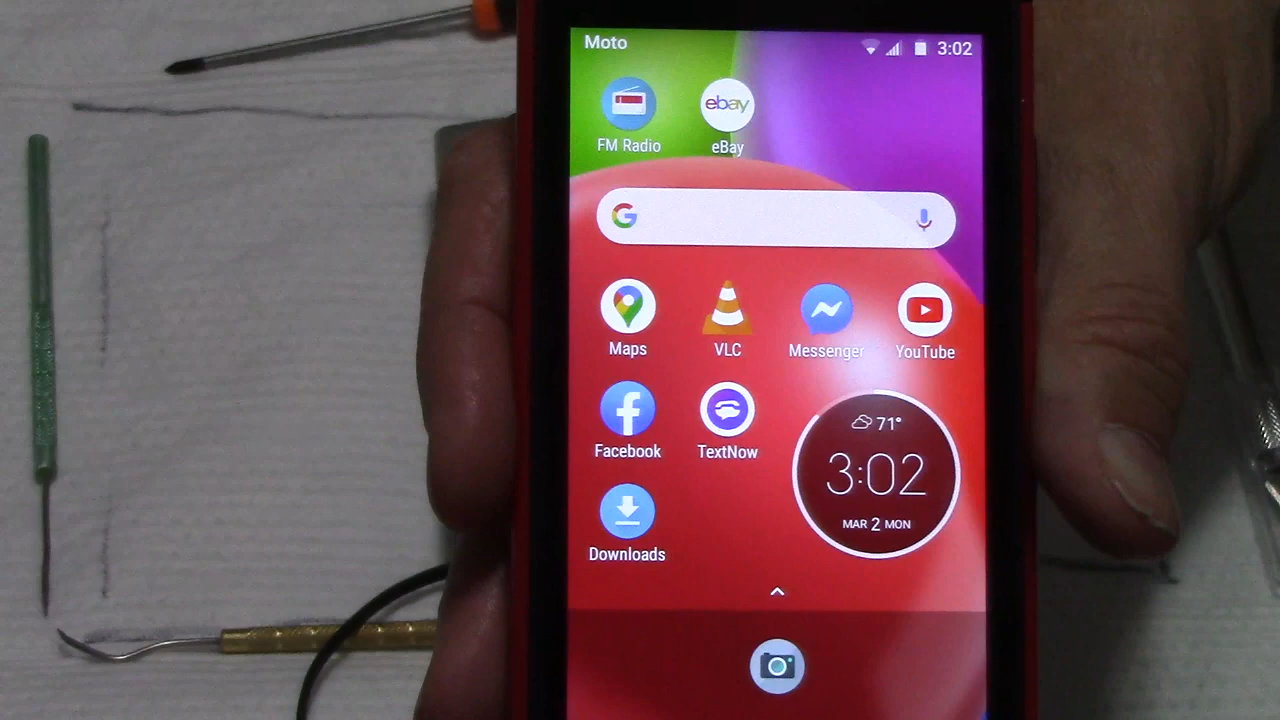 Moto
3:02
FM Radio
ebay
eBay
G
Maps
VLC
Messenger
YouTube
Facebook
TextNow
71°
3:02
MAR 2 MON
Downloads